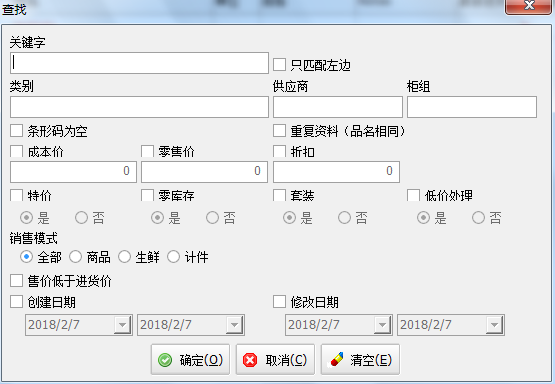 查找
关键字
只匹配左边
类别 供应商 柜组
条形码为空 重复资料（品名相同）
成本价 零售价 折扣
0 0 0
特价 零库存 套装 低价处理
是 否 是 否 是 否 是 否
销售模式
全部 商品 生鲜 计件
售价低于进货价
创建日期 修改日期
2018/2/7 2018/2/7 2018/2/7 2018/2/7
确定(O) 取消(C) 清空(E)